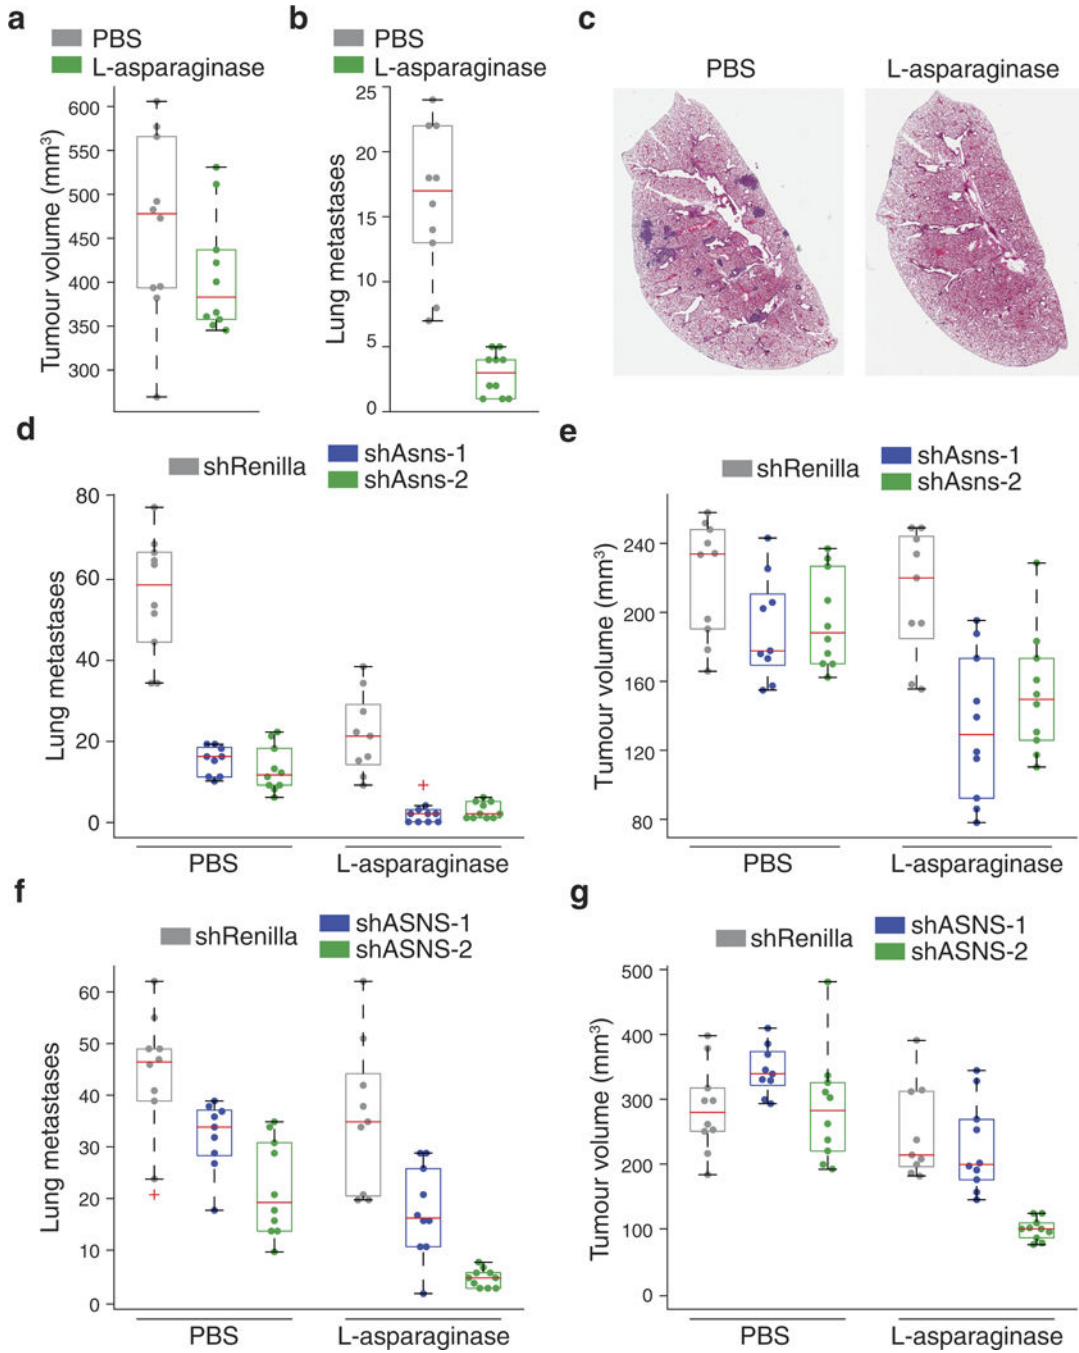 a
PBS
L-asparaginase
Tumour volume (mm³)
600
550
500
450
400
350
300
b
PBS
L-asparaginase
Lung metastases
25
20
15
10
5
0
c
PBS
L-asparaginase
d
shRenilla
shAsns-1
shAsns-2
Lung metastases
80
60
40
20
0
PBS
L-asparaginase
e
shRenilla
shAsns-1
shAsns-2
Tumour volume (mm³)
240
200
160
120
80
PBS
L-asparaginase
f
shRenilla
shASNS-1
shASNS-2
Lung metastases
60
50
40
30
20
10
0
PBS
L-asparaginase
g
shRenilla
shASNS-1
shASNS-2
Tumour volume (mm³)
500
400
300
200
100
0
PBS
L-asparaginase